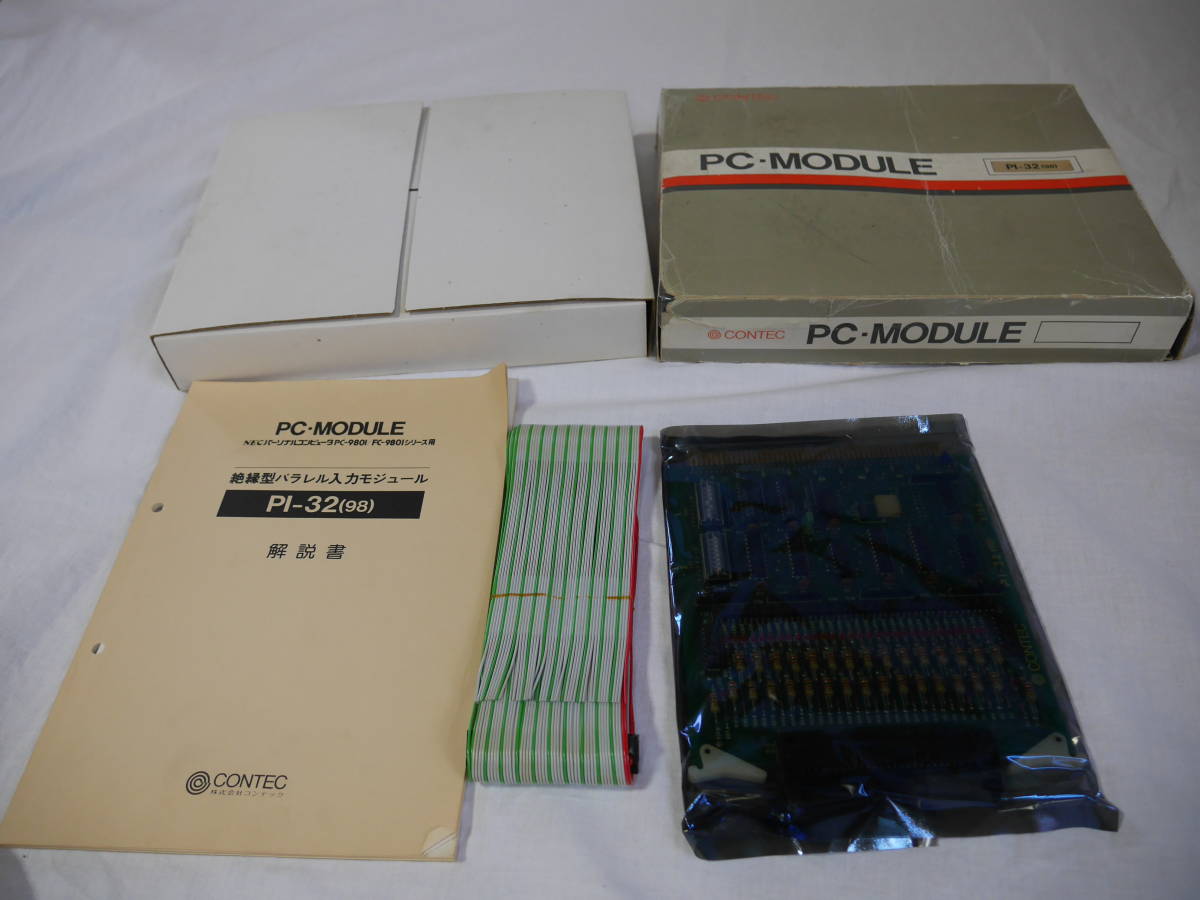 CONTEC
PC·MODULE
PI-32(98)
CONTEC PC·MODULE
PC·MODULE
NECパーソナルコンピュータPC-9801 FC-9801シリーズ用
絶縁型パラレル入力モジュール
PI-32(98)
解説書
CONTEC
株式会社コンテック
CONTEC